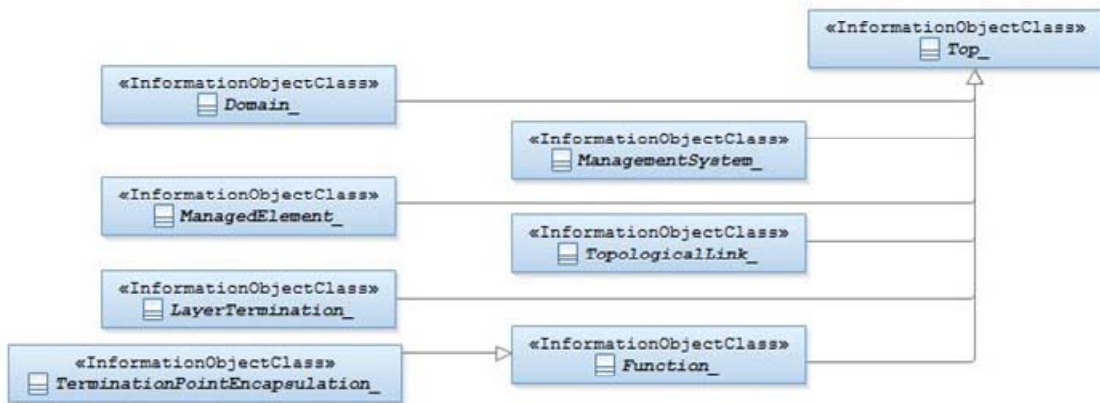 «InformationObjectClass»
Top_
«InformationObjectClass»
Domain_
«InformationObjectClass»
ManagementSystem_
«InformationObjectClass»
ManagedElement_
«InformationObjectClass»
TopologicalLink_
«InformationObjectClass»
LayerTermination_
«InformationObjectClass»
Function_
«InformationObjectClass»
TerminationPointEncapsulation_